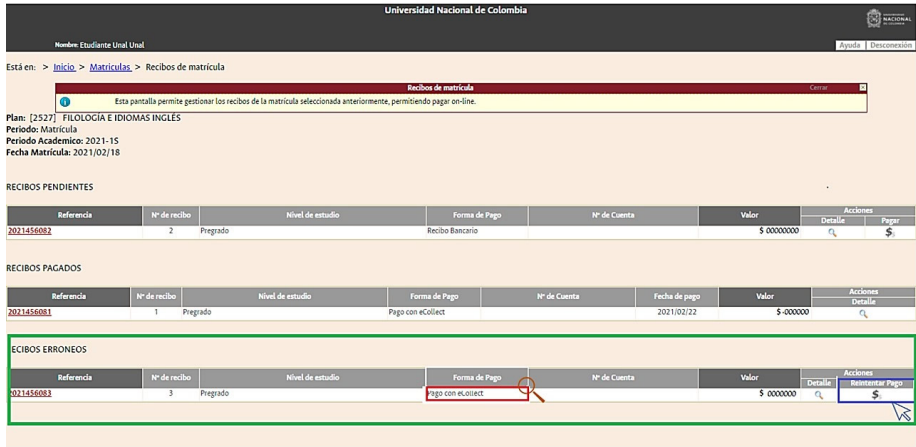 Universidad Nacional de Colombia
NACIONAL
Nombre: Etudiante Unal Unal
Ayuda Desconexión
Está en: > Inicio > Matriculas > Recibos de matrícula
Recibos de matrícula Cerrar
Esta pantalla permite gestionar los recibos de la matrícula seleccionada anteriormente, permitiendo pagar on-line.
Plan: [2527] FILOLOGÍA E IDIOMAS INGLÉS
Periodo: Matrícula
Periodo Academico: 2021-1S
Fecha Matrícula: 2021/02/18
RECIBOS PENDIENTES
Referencia Nº de recibo Nivel de estudio Forma de Pago Nº de Cuenta Valor Acciones
Detalle Pagar
2021456082 2 Pregrado Recibo Bancario $ 00000000 $
RECIBOS PAGADOS
Referencia Nº de recibo Nivel de estudio Forma de Pago Nº de Cuenta Fecha de pago Valor Acciones
Detalle
2021456081 1 Pregrado Pago con eCollect 2021/02/22 $ -000000
ECIBOS ERRONEOS
Referencia Nº de recibo Nivel de estudio Forma de Pago Nº de Cuenta Valor Acciones
Detalle Reintentar Pago
2021456083 3 Pregrado Pago con eCollect $ 0000000 $